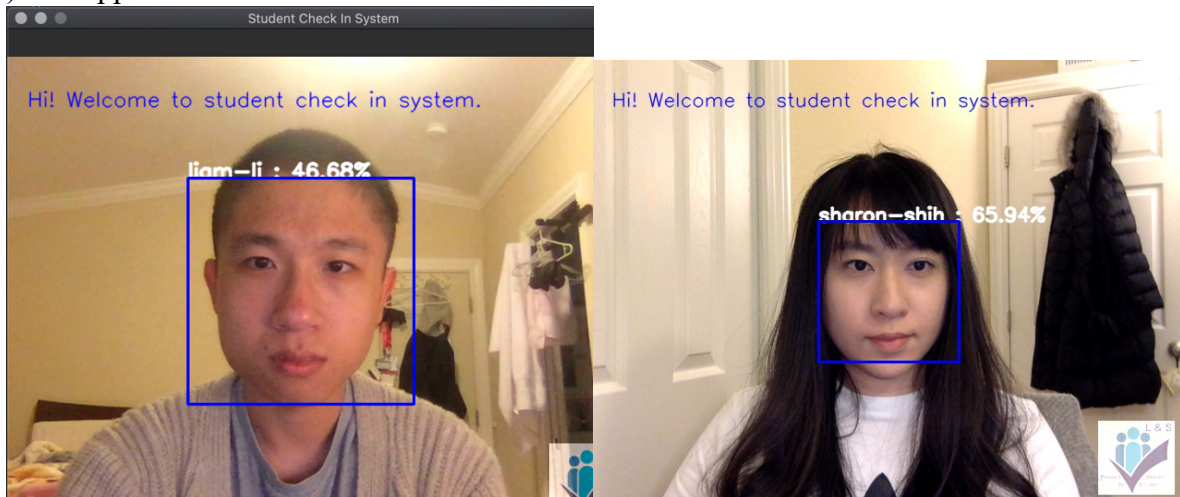 Student Check In System
Hi! Welcome to student check in system.
liam-li : 46.68%
Hi! Welcome to student check in system.
sharon-shih : 65.94%
L & S